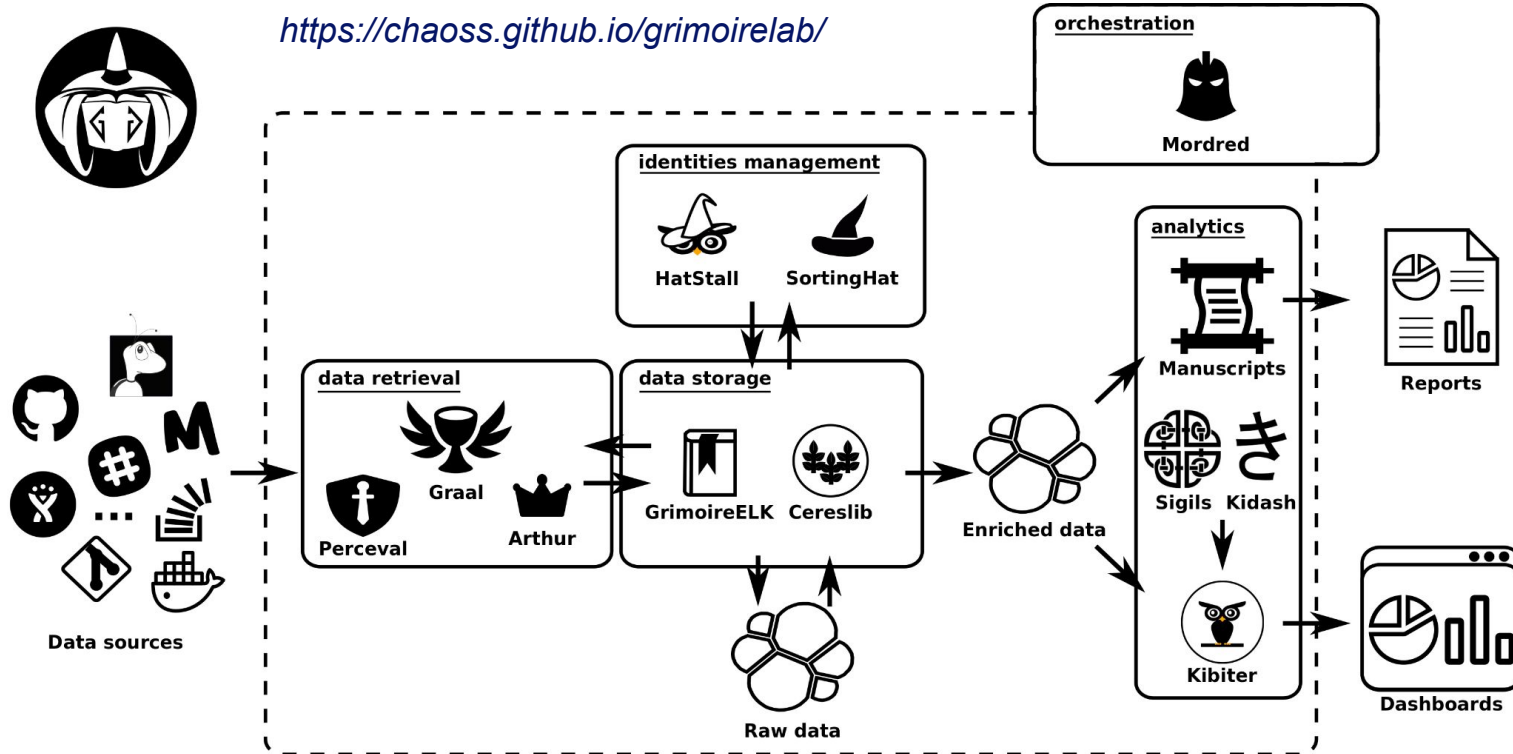 https://chaoss.github.io/grimoirelab/
orchestration
Mordred
identities management
HatStall
SortingHat
analytics
Manuscripts
Reports
data retrieval
Graal
Perceval
Arthur
data storage
GrimoireELK
Cereslib
Enriched data
き
Sigils
Kidash
Data sources
Raw data
Kibiter
Dashboards